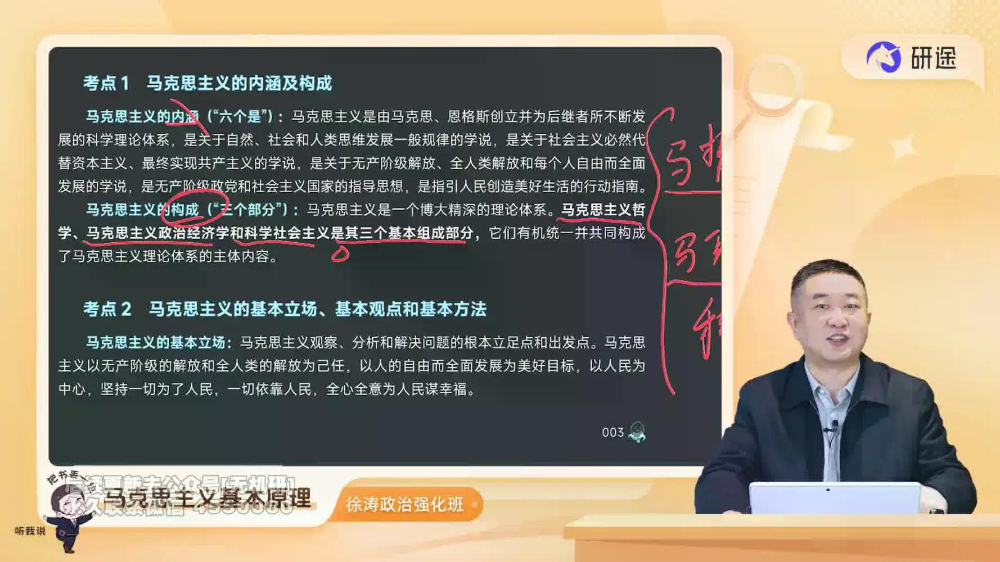 研途
考点1 马克思主义的内涵及构成
马克思主义的内涵（“六个是”）：马克思主义是由马克思、恩格斯创立并为后继者所不断发
展的科学理论体系，是关于自然、社会和人类思维发展一般规律的学说，是关于社会主义必然代
替资本主义、最终实现共产主义的学说，是关于无产阶级解放、全人类解放和每个人自由而全面
发展的学说，是无产阶级政党和社会主义国家的指导思想，是指引人民创造美好生活的行动指南。
马克思主义的构成（“三个部分”）：马克思主义是一个博大精深的理论体系。马克思主义哲
学、马克思主义政治经济学和科学社会主义是其三个基本组成部分，它们有机统一并共同构成
了马克思主义理论体系的主体内容。
马
马
考点2 马克思主义的基本立场、基本观点和基本方法
马克思主义的基本立场：马克思主义观察、分析和解决问题的根本立足点和出发点。马克思
主义以无产阶级的解放和全人类的解放为己任，以人的自由而全面发展为美好目标，以人民为
中心，坚持一切为了人民，一切依靠人民，全心全意为人民谋幸福。
003
把书丢一边
听我说
马克思主义基本原理
徐涛政治强化班